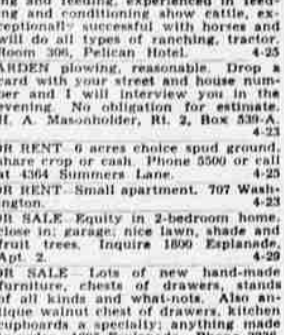 ing and feeding, experienced in feed-
ing and conditioning show cattle, ex-
ceptionally successful with horses and
will do all types of ranching, tractor.
Room 306, Pelican Hotel. 4-25
ARDEN plowing, reasonable. Drop a
card with your street and house num-
ber and I will interview you in the
evening. No obligation for estimate.
H. A. Masonholder, Rt. 2, Box 539-A.
4-23
OR RENT 6 acres choice spud ground,
share crop or cash. Phone 5500 or call
at 4364 Summers Lane. 4-25
OR RENT Small apartment. 707 Wash-
ington. 4-23
OR SALE Equity in 2-bedroom home,
close in; garage; nice lawn, shade and
fruit trees. Inquire 1800 Esplanade,
Apt. 2. 4-29
OR SALE Lots of new hand-made
furniture, chests of drawers, stands
of all kinds and what-nots. Also an-
tique walnut chest of drawers, kitchen
cupboards a specialty; anything made